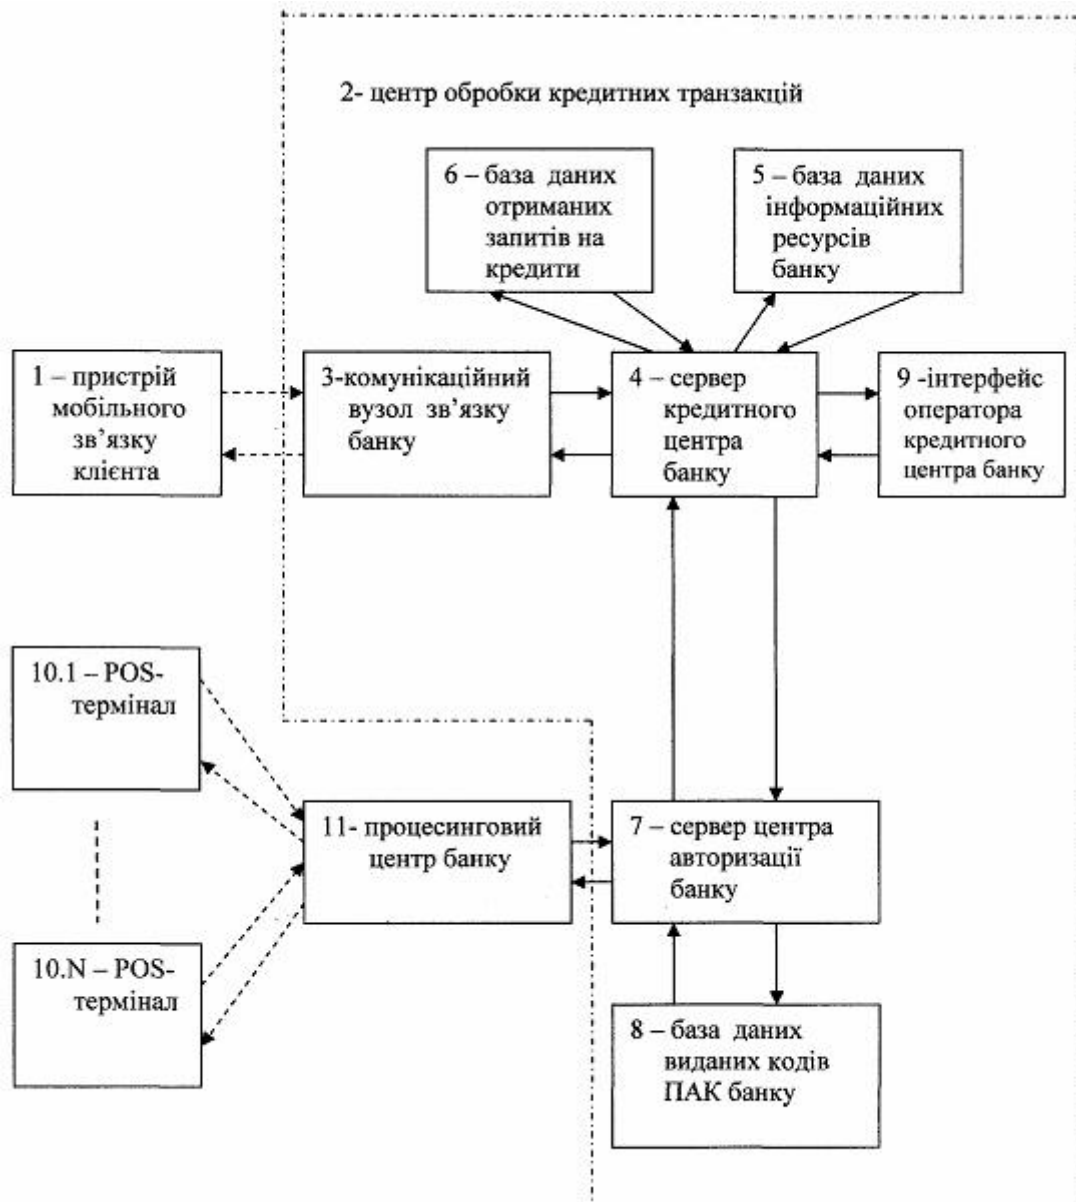 2- центр обробки кредитних транзакцій
6 – база даних
отриманих
запитів на
кредити
5 – база даних
інформаційних
ресурсів
банку
1 – пристрій
мобільного
зв’язку
клієнта
3-комунікаційний
вузол зв’язку
банку
4 – сервер
кредитного
центра
банку
9 -інтерфейс
оператора
кредитного
центра банку
10.1 – POS-
термінал
11- процесинговий
центр банку
7 – сервер центра
авторизації
банку
10.N – POS-
термінал
8 – база даних
виданих кодів
ПАК банку